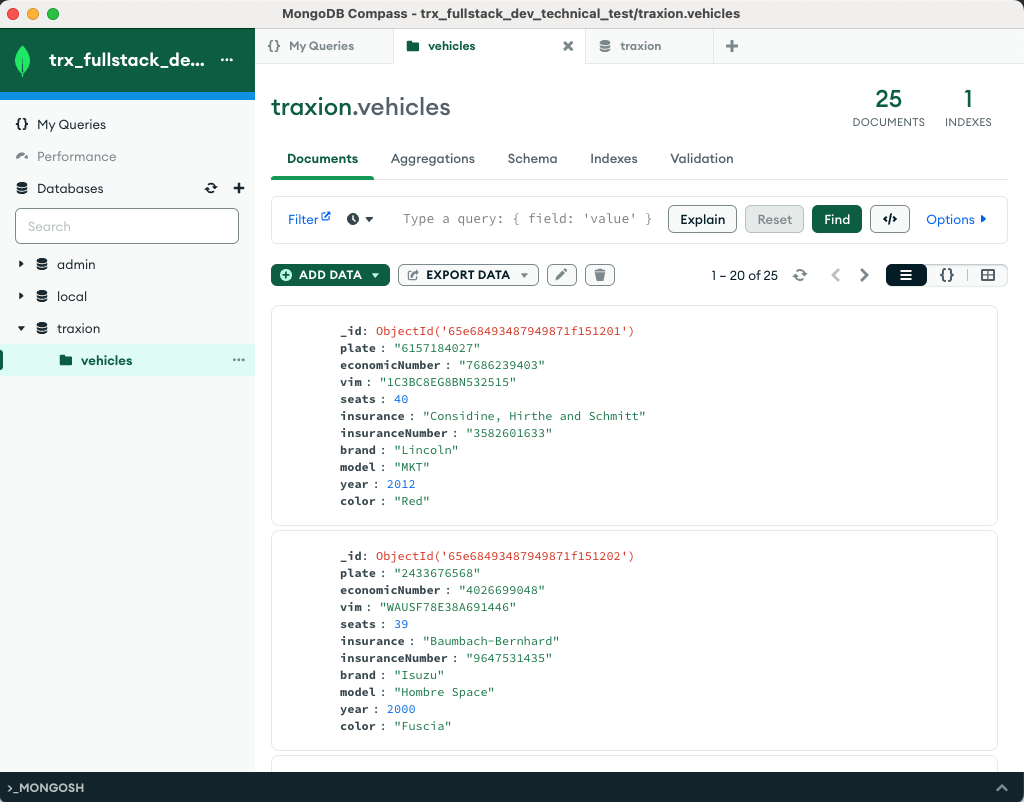 MongoDB Compass - trx_fullstack_dev_technical_test/traxion.vehicles
trx_fullstack_de...
{} My Queries
vehicles
traxion
{} My Queries
Performance
Databases
Search
admin
local
traxion
vehicles
traxion.vehicles
25
DOCUMENTS
1
INDEXES
Documents Aggregations Schema Indexes Validation
Filter Type a query: { field: 'value' } Explain Reset Find </> Options
ADD DATA EXPORT DATA 1 – 20 of 25 {}
_id: ObjectId('65e68493487949871f151201')
plate : "6157184027"
economicNumber : "7686239403"
vim : "1C3BC8EG8BN532515"
seats : 40
insurance : "Considine, Hirthe and Schmitt"
insuranceNumber : "3582601633"
brand : "Lincoln"
model : "MKT"
year : 2012
color : "Red"
_id: ObjectId('65e68493487949871f151202')
plate : "2433676568"
economicNumber : "4026699048"
vim : "WAUSF78E38A691446"
seats : 39
insurance : "Baumbach-Bernhard"
insuranceNumber : "9647531435"
brand : "Isuzu"
model : "Hombre Space"
year : 2000
color : "Fuscia"
>_MONGOSH